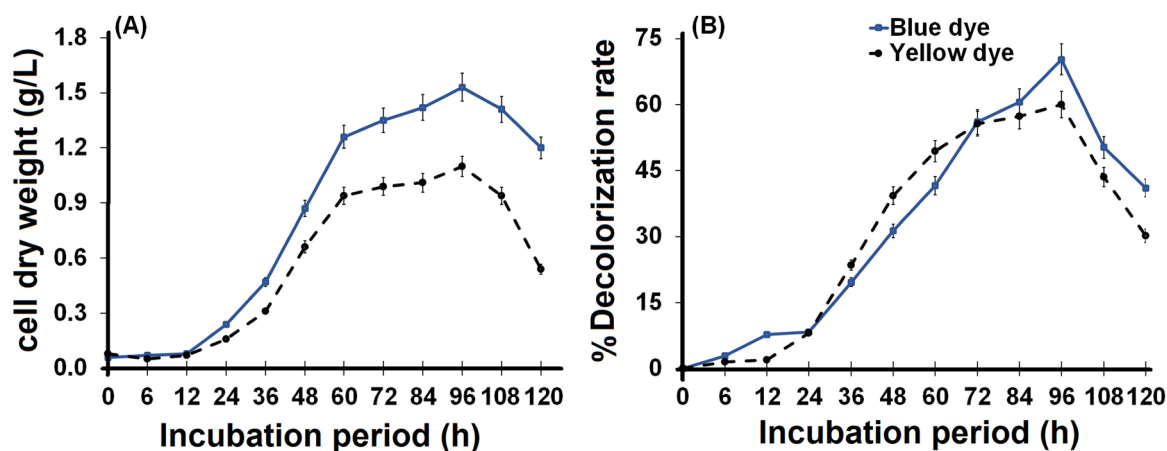 (A)
cell dry weight (g/L)
1.8
1.5
1.2
0.9
0.6
0.3
0.0
0 6 12 24 36 48 60 72 84 96 108 120
Incubation period (h)
(B)
Blue dye
Yellow dye
% Decolorization rate
75
60
45
30
15
0
0 6 12 24 36 48 60 72 84 96 108 120
Incubation period (h)